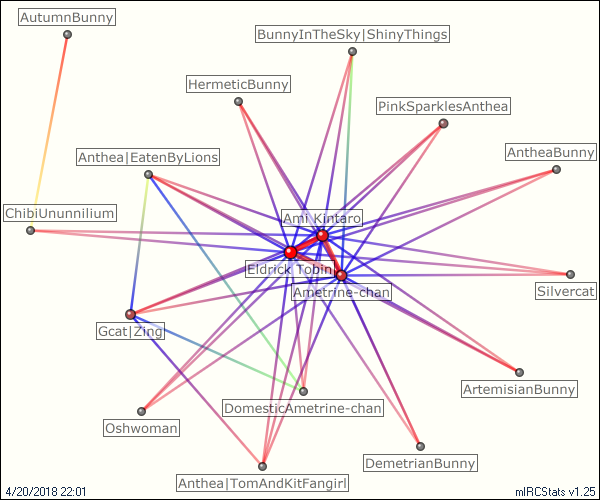 AutumnBunny
BunnyInTheSky|ShinyThings
HermeticBunny
PinkSparklesAnthea
Anthea|EatenByLions
AntheaBunny
ChibiUnunnilium
Ami Kintaro
Eldrick Tobin
Ametrine-chan
Silvercat
Gcat|Zing
ArtemisianBunny
DomesticAmetrine-chan
Oshwoman
DemetrianBunny
Anthea|TomAndKitFangirl
4/20/2018 22:01
mIRCStats v1.25